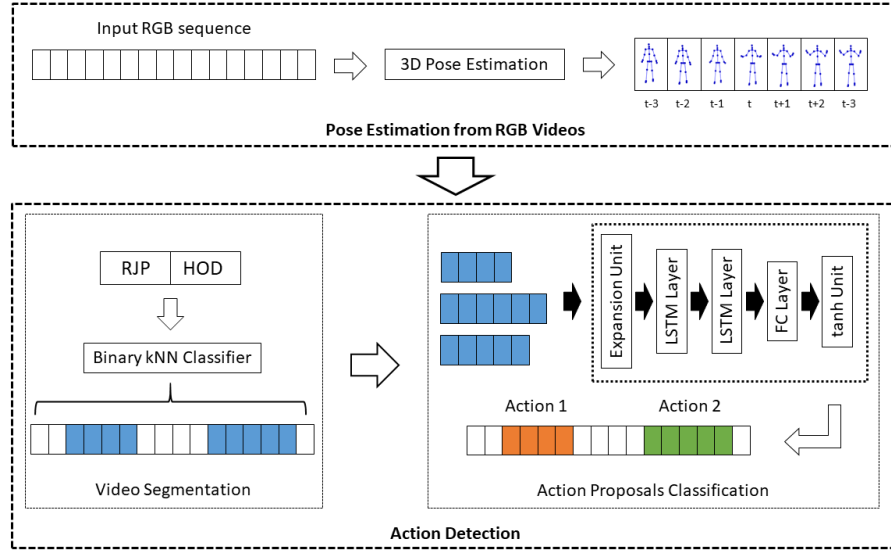 Input RGB sequence
3D Pose Estimation
t-3 t-2 t-1 t t+1 t+2 t-3
Pose Estimation from RGB Videos
RJP HOD
Binary kNN Classifier
Video Segmentation
Expansion Unit
LSTM Layer
LSTM Layer
FC Layer
tanh Unit
Action 1 Action 2
Action Proposals Classification
Action Detection